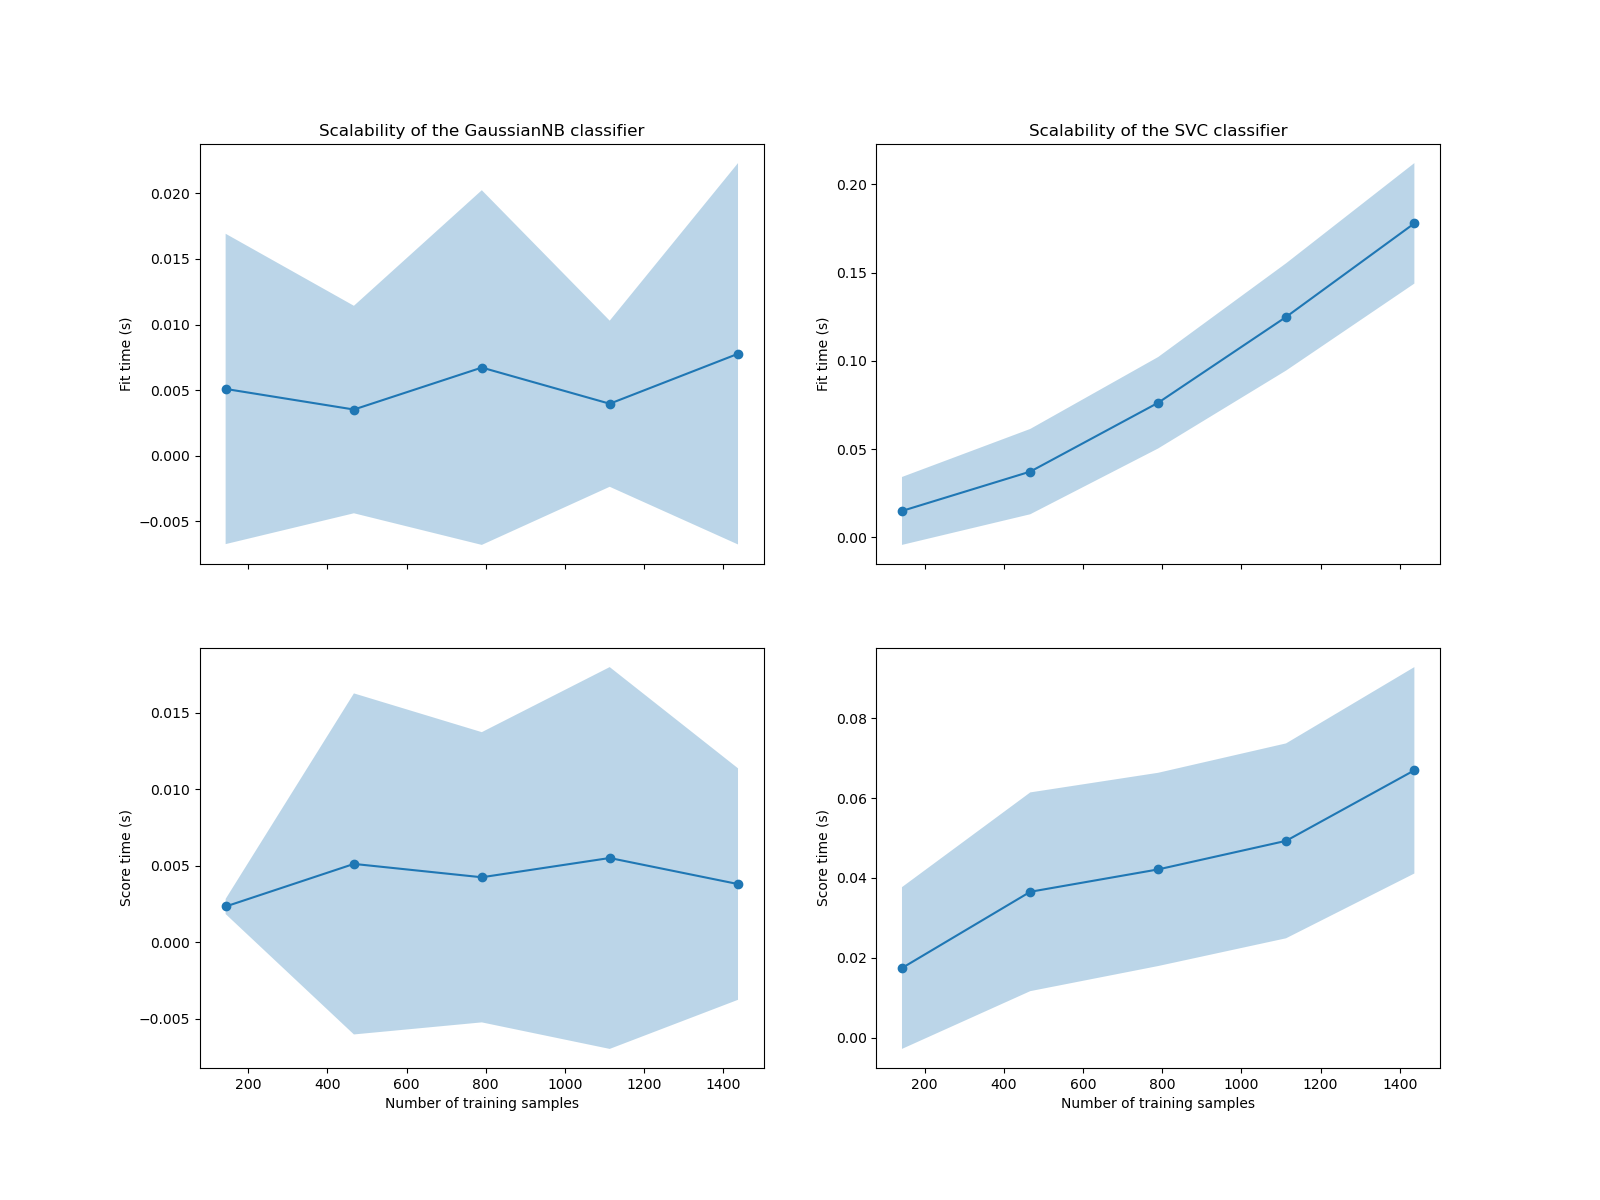 Scalability of the GaussianNB classifier
Fit time (s)
0.020
0.015
0.010
0.005
0.000
−0.005
Scalability of the SVC classifier
Fit time (s)
0.20
0.15
0.10
0.05
0.00
Score time (s)
0.015
0.010
0.005
0.000
−0.005
200 400 600 800 1000 1200 1400
Number of training samples
Score time (s)
0.08
0.06
0.04
0.02
0.00
200 400 600 800 1000 1200 1400
Number of training samples